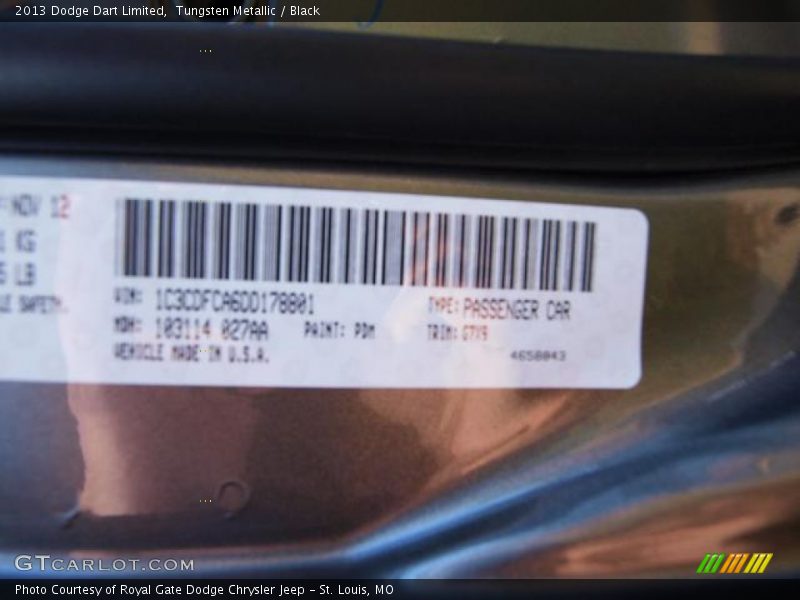 2013 Dodge Dart Limited, Tungsten Metallic / Black
NOV 12
KG
LB
SAFETY.
VIN: 1C3CDFCA6DD178801
TYPE: PASSENGER CAR
MDH: 103114 027AA
PAINT: PDM
TRIM:
VEHICLE MADE IN U.S.A.
4658043
GTCARLOT.COM
Photo Courtesy of Royal Gate Dodge Chrysler Jeep – St. Louis, MO